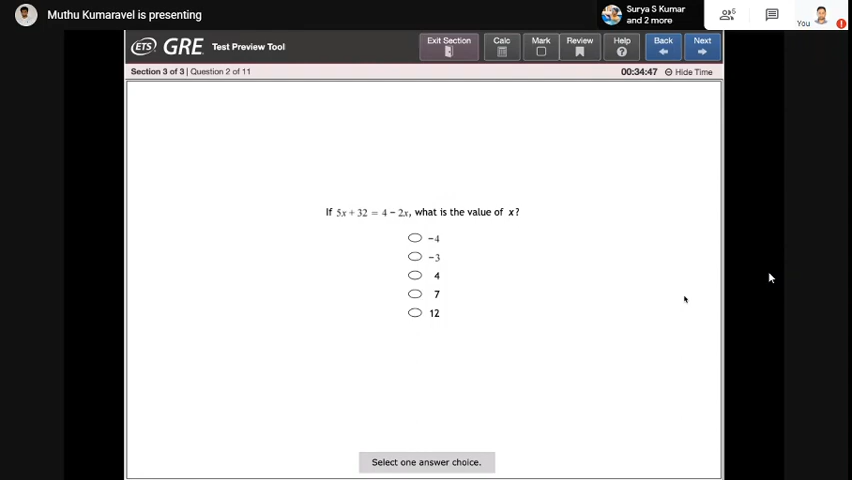 Muthu Kumaravel is presenting
Surya S Kumar
and 2 more
5
You
ETS GRE Test Preview Tool
Exit Section
Calc
Mark
Review
Help
Back
Next
Section 3 of 3 | Question 2 of 11
00:34:47
Hide Time
If 5x + 32 = 4 − 2x, what is the value of x?
−4
−3
4
7
12
Select one answer choice.